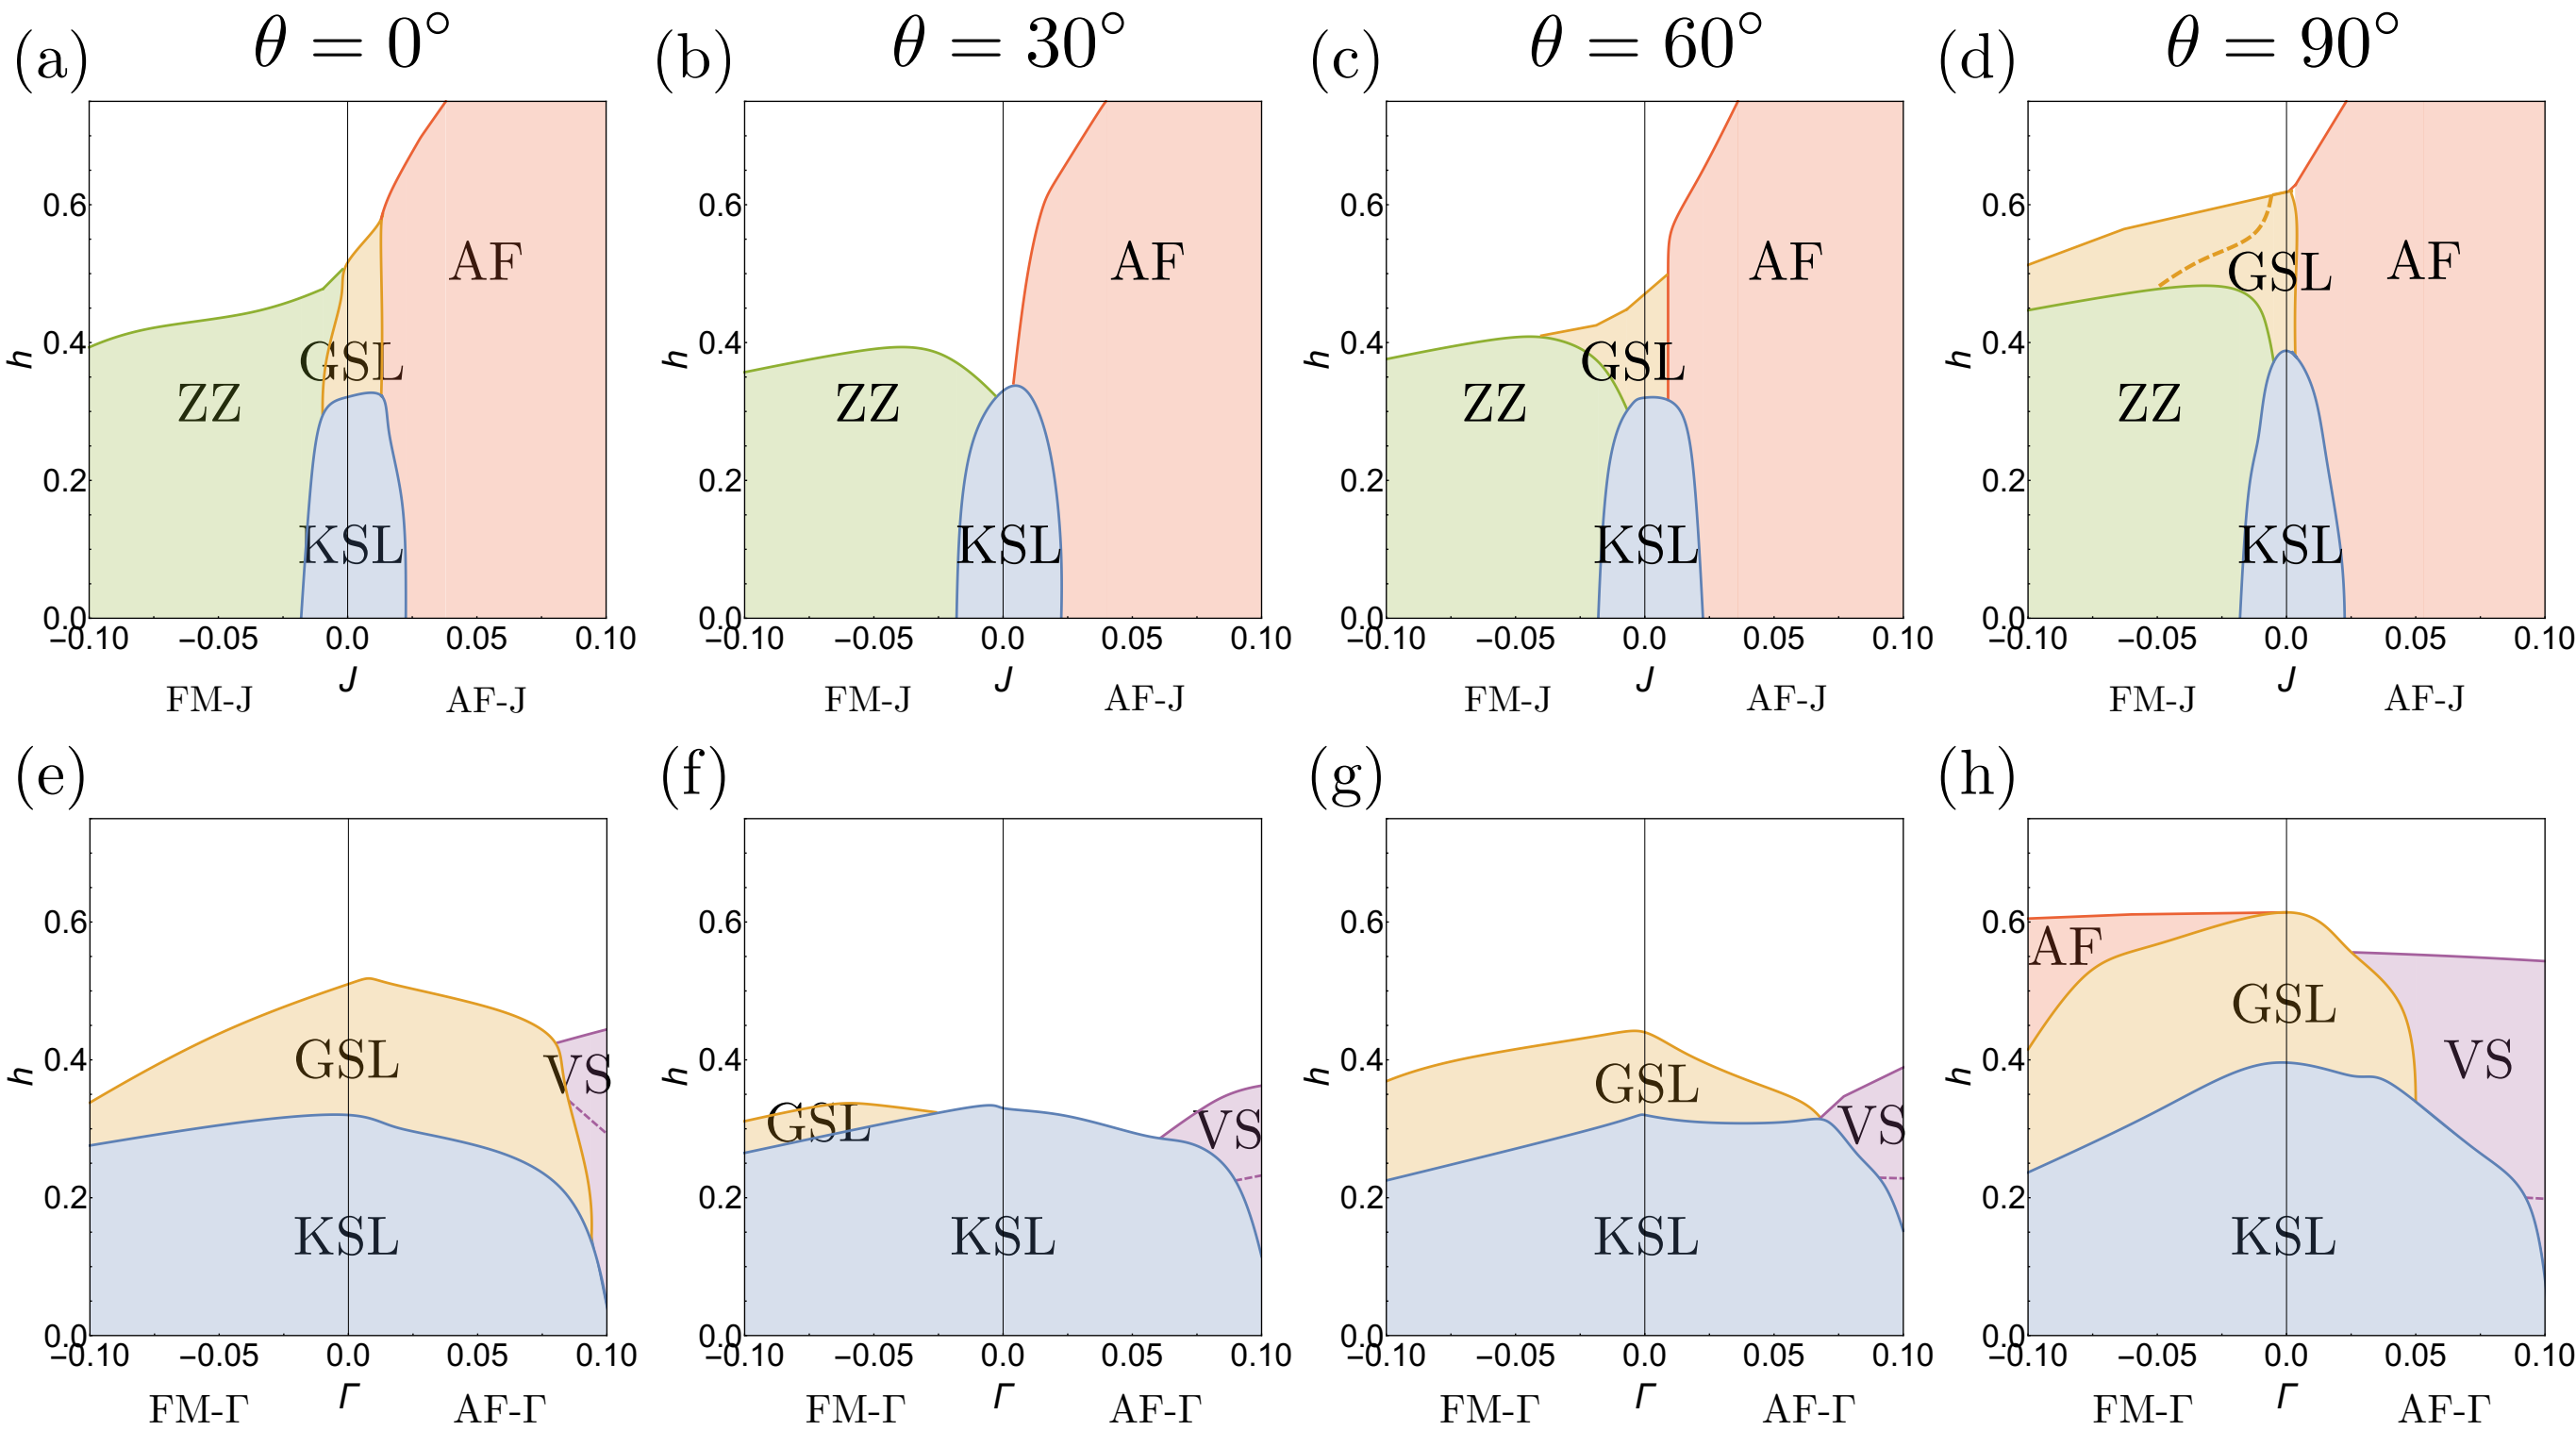 (a) θ = 0° (b) θ = 30° (c) θ = 60° (d) θ = 90°
h 0.6 0.4 0.2 0.0 AF GSL ZZ KSL
−0.10 −0.05 0.0 0.05 0.10
J
FM-J AF-J
h 0.6 0.4 0.2 0.0 AF ZZ KSL
−0.10 −0.05 0.0 0.05 0.10
J
FM-J AF-J
h 0.6 0.4 0.2 0.0 AF GSL ZZ KSL
−0.10 −0.05 0.0 0.05 0.10
J
FM-J AF-J
h 0.6 0.4 0.2 0.0 GSL AF ZZ KSL
−0.10 −0.05 0.0 0.05 0.10
J
FM-J AF-J
(e) (f) (g) (h)
h 0.6 0.4 0.2 0.0 GSL VS KSL
−0.10 −0.05 0.0 0.05 0.10
Γ
FM-Γ AF-Γ
h 0.6 0.4 0.2 0.0 GSL VS KSL
−0.10 −0.05 0.0 0.05 0.10
Γ
FM-Γ AF-Γ
h 0.6 0.4 0.2 0.0 GSL VS KSL
−0.10 −0.05 0.0 0.05 0.10
Γ
FM-Γ AF-Γ
h 0.6 0.4 0.2 0.0 AF GSL VS KSL
−0.10 −0.05 0.0 0.05 0.10
Γ
FM-Γ AF-Γ